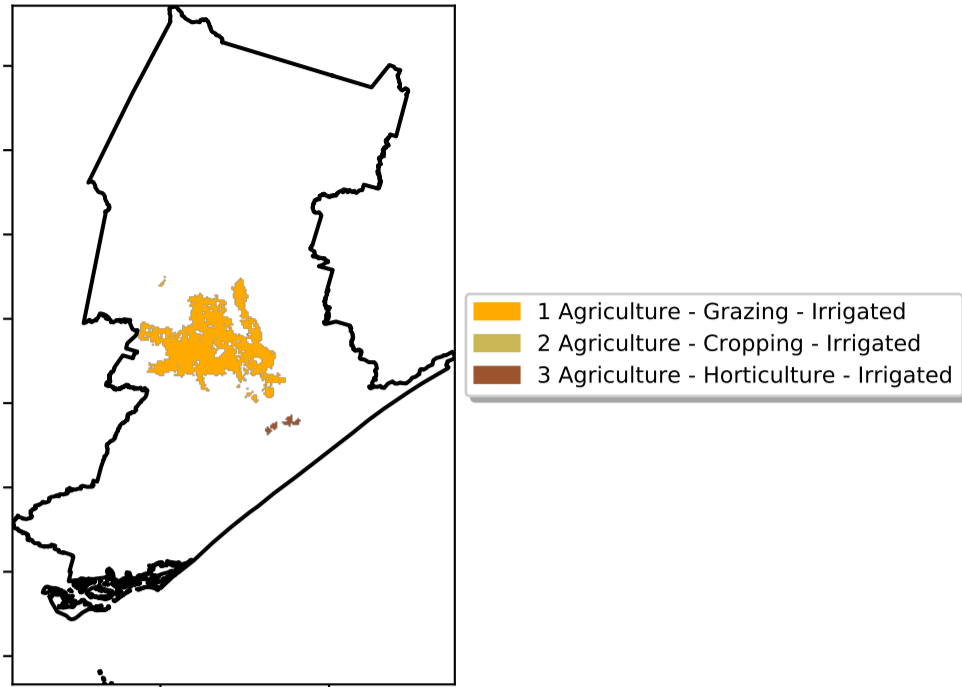 1 Agriculture - Grazing - Irrigated
2 Agriculture - Cropping - Irrigated
3 Agriculture - Horticulture - Irrigated